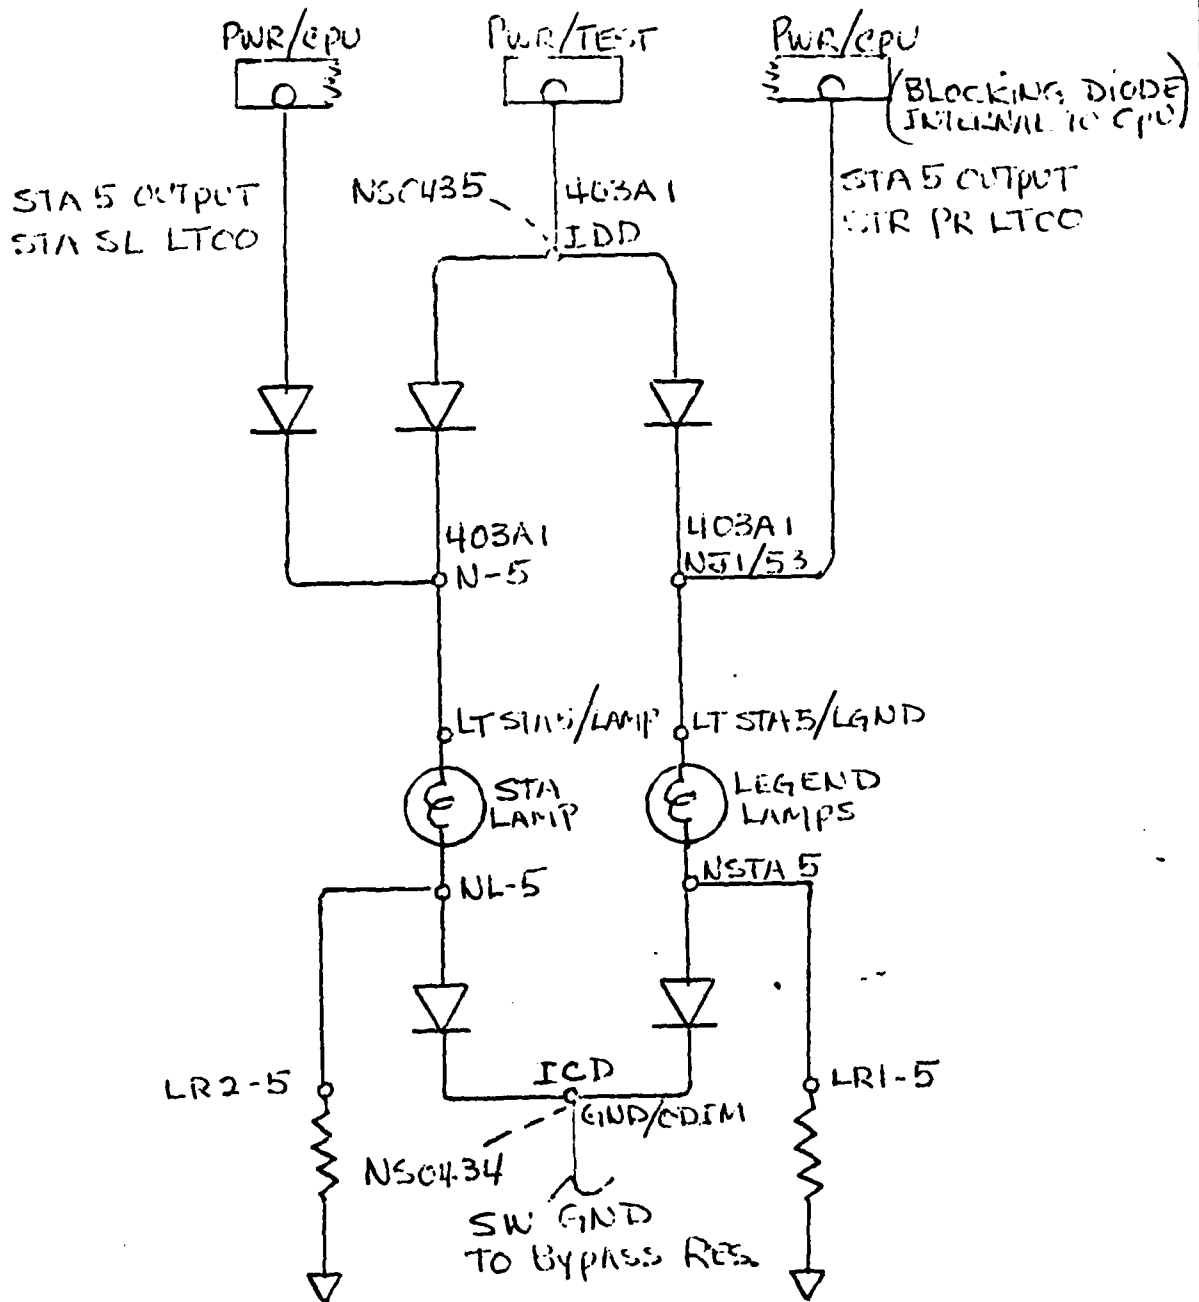 PWR/CPU
PWR/TEST
PWR/CPU
(BLOCKING DIODE
INTERNAL TO CPU)
STA 5 OUTPUT
STA SL LTCO
NSC435
403A1
IDD
STA 5 OUTPUT
STR PR LTCO
403A1
N-5
403A1
NJ1/53
LT STA5/LAMP
LT STA5/LGND
STA
LAMP
LEGEND
LAMPS
NL-5
NSTA 5
LR2-5
ICD
LR1-5
GND/CDIM
NSC434
SW GND
TO BYPASS RES.